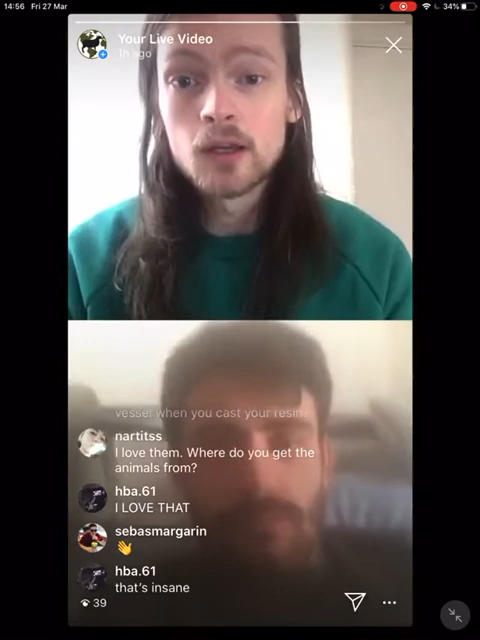 14:56 Fri 27 Mar
34%
Your Live Video
1h ago
vessel when you cast your resin?
nartitss
I love them. Where do you get the
animals from?
hba.61
I LOVE THAT
sebasmargarin
👋
hba.61
that's insane
39